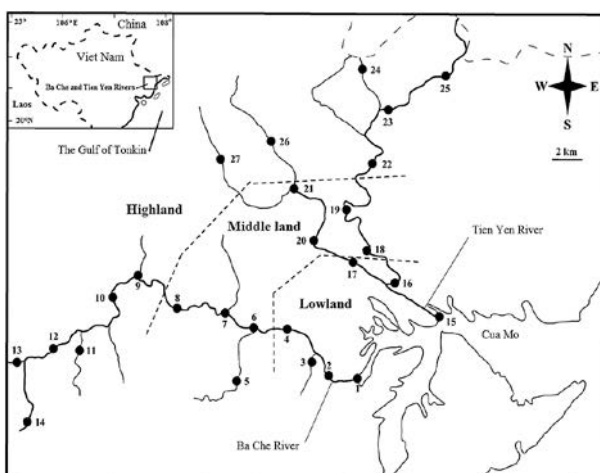 23°
106°E
108°
China
Viet Nam
Ba Che and Tien Yen Rivers
Laos
20°N
The Gulf of Tonkin
N
W E
S
2 km
24
25
23
26
27
22
21
19
Highland
Middle land
Tien Yen River
20
18
17
16
9
Lowland
10
8
7
6
4
15
Cua Mo
12
11
13
3
2
1
5
14
Ba Che River